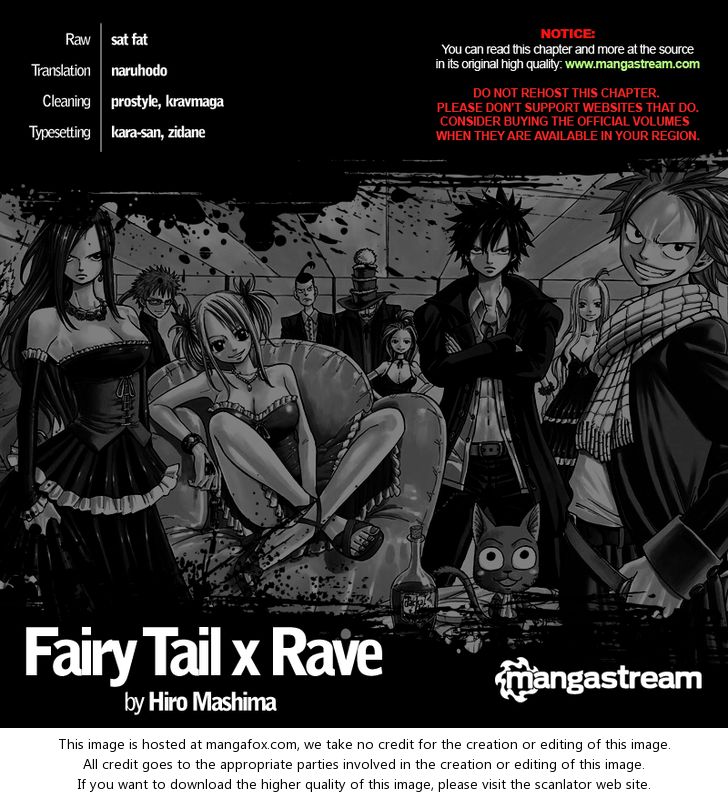 Raw sat fat
Translation naruhodo
Cleaning prostyle, kravmaga
Typesetting kara-san, zidane
NOTICE:
You can read this chapter and more at the source
in its original high quality: www.mangastream.com
DO NOT REHOST THIS CHAPTER.
PLEASE DON'T SUPPORT WEBSITES THAT DO.
CONSIDER BUYING THE OFFICIAL VOLUMES
WHEN THEY ARE AVAILABLE IN YOUR REGION.
Fairy Tail x Rave
by Hiro Mashima
mangastream
This image is hosted at mangafox.com, we take no credit for the creation or editing of this image.
All credit goes to the appropriate parties involved in the creation or editing of this image.
If you want to download the higher quality of this image, please visit the scanlator web site.